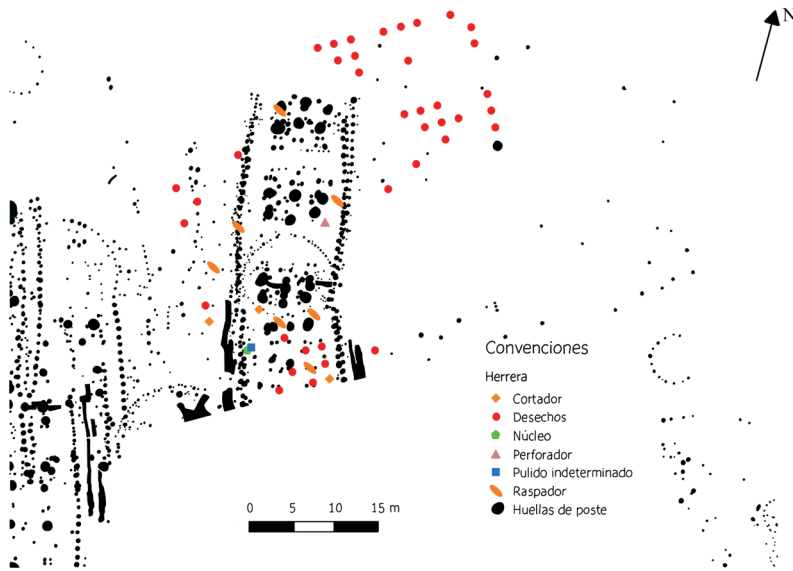 N
Convenciones
Herrera
Cortador
Desechos
Núcleo
Perforador
Pulido indeterminado
Raspador
Huellas de poste
0 5 10 15 m